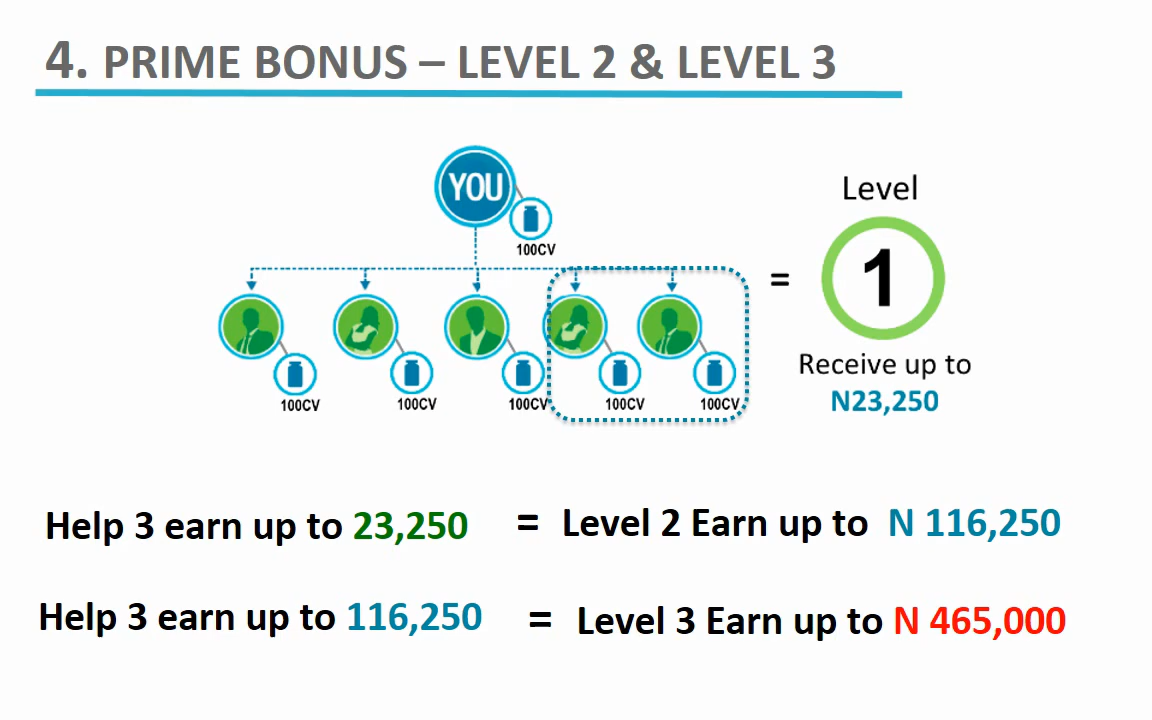 4. PRIME BONUS – LEVEL 2 & LEVEL 3
YOU
100CV
100CV
100CV
100CV
100CV
100CV
=
Level
1
Receive up to
N23,250
Help 3 earn up to 23,250 = Level 2 Earn up to N 116,250
Help 3 earn up to 116,250 = Level 3 Earn up to N 465,000